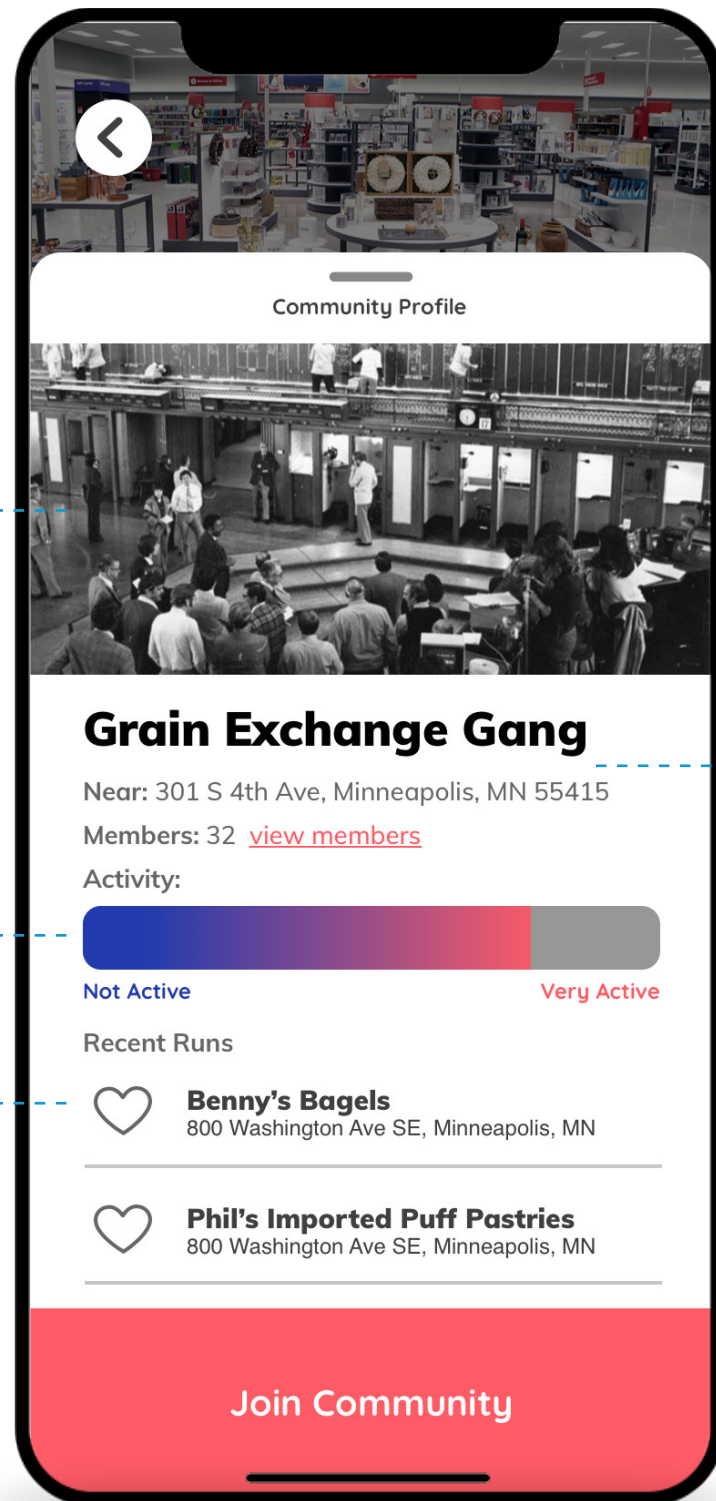 Community Profile
17
Grain Exchange Gang
Near: 301 S 4th Ave, Minneapolis, MN 55415
Members: 32 view members
Activity:
Not Active
Very Active
Recent Runs
Benny's Bagels
800 Washington Ave SE, Minneapolis, MN
Phil's Imported Puff Pastries
800 Washington Ave SE, Minneapolis, MN
Join Community